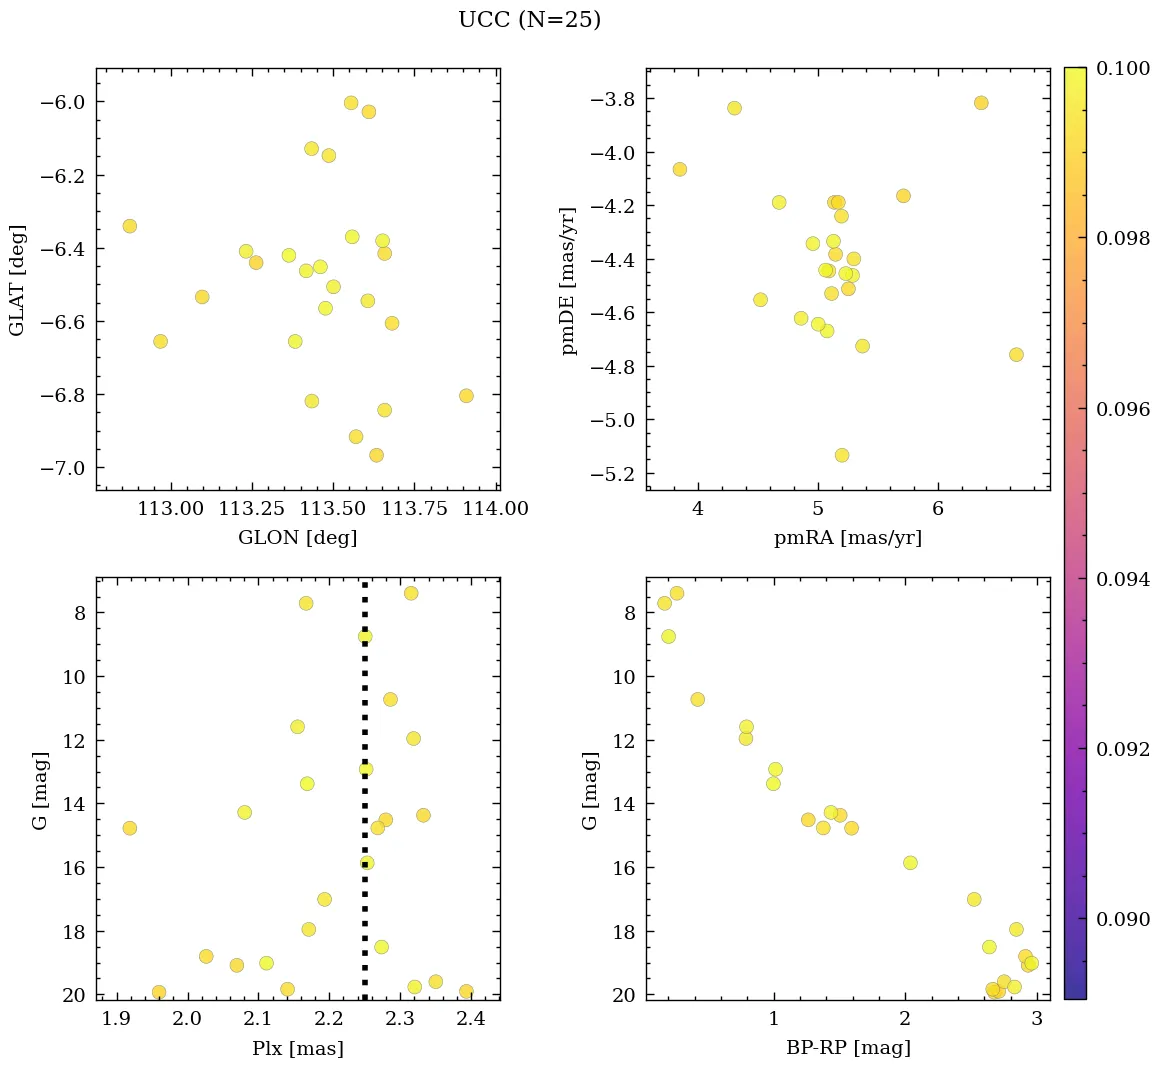 UCC (N=25)
−6.0
−6.2
−6.4
−6.6
−6.8
−7.0
GLAT [deg]
113.00 113.25 113.50 113.75 114.00
GLON [deg]
−3.8
−4.0
−4.2
−4.4
−4.6
−4.8
−5.0
−5.2
pmDE [mas/yr]
4 5 6
pmRA [mas/yr]
8
10
12
14
16
18
20
G [mag]
1.9 2.0 2.1 2.2 2.3 2.4
Plx [mas]
8
10
12
14
16
18
20
G [mag]
1 2 3
BP-RP [mag]
0.100
0.098
0.096
0.094
0.092
0.090